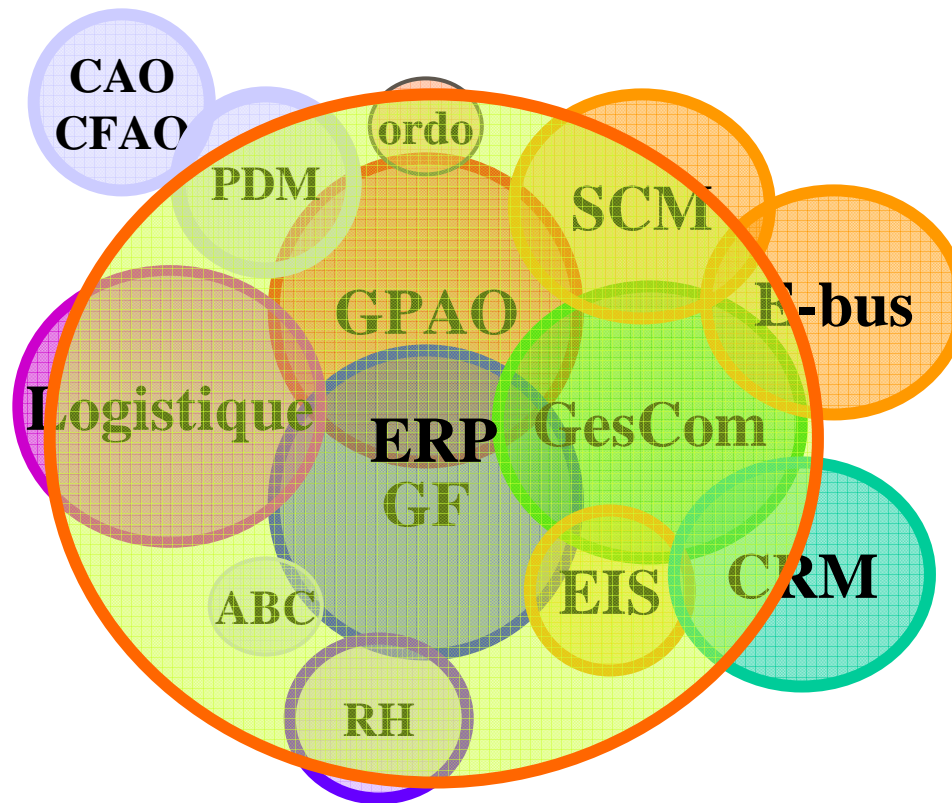 CAO
CFAO
ordo
PDM
SCM
GPAO
E-bus
Logistique
GesCom
ERP
GF
EIS
CRM
ABC
RH